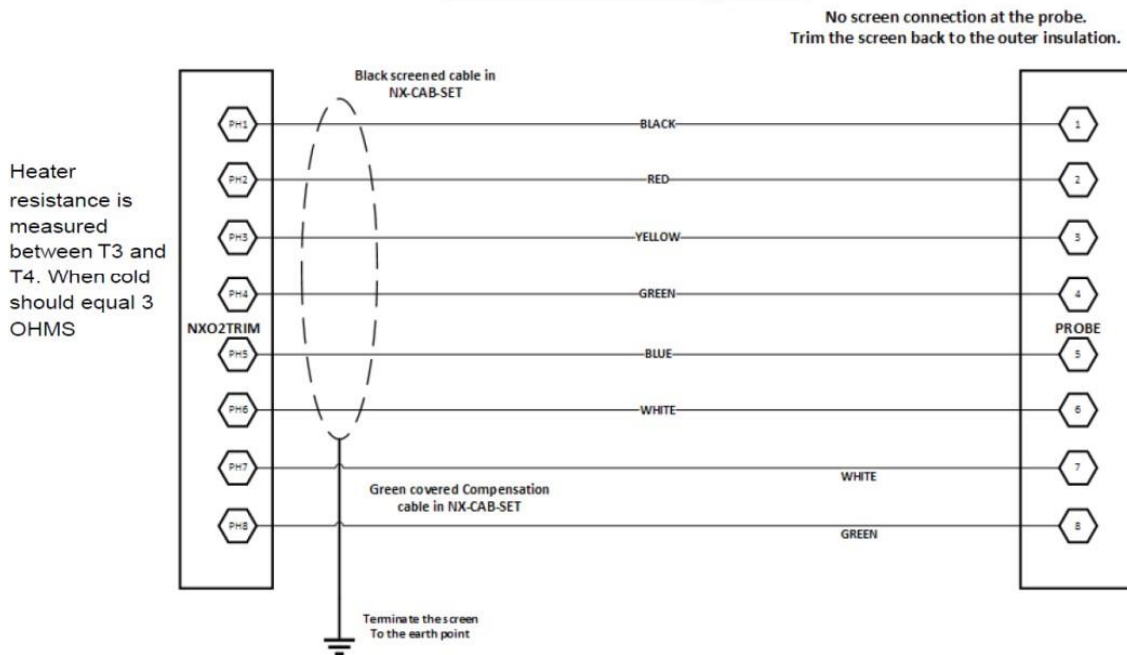 No screen connection at the probe.
Trim the screen back to the outer insulation.
Black screened cable in
NX-CAB-SET
Heater
resistance is
measured
between T3 and
T4. When cold
should equal 3
OHMS
PH1
BLACK
1
PH2
RED
2
PH3
YELLOW
3
PH4
GREEN
4
NXO2TRIM
PROBE
PH5
BLUE
5
PH6
WHITE
6
PH7
WHITE
7
Green covered Compensation
cable in NX-CAB-SET
PH8
GREEN
8
Terminate the screen
To the earth point